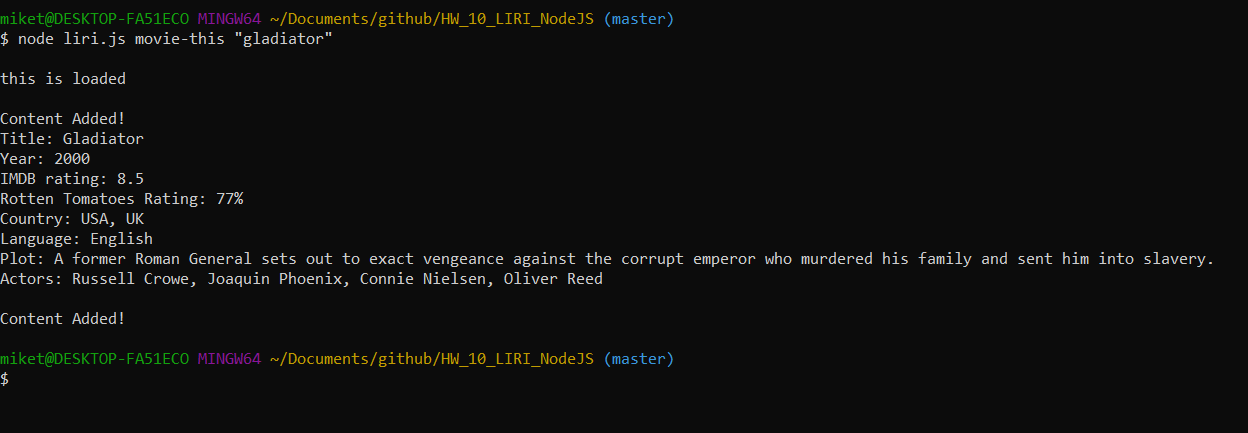 miket@DESKTOP-FA51ECO MINGW64 ~/Documents/github/HW_10_LIRI_NodeJS (master)
$ node liri.js movie-this "gladiator"
this is loaded
Content Added!
Title: Gladiator
Year: 2000
IMDB rating: 8.5
Rotten Tomatoes Rating: 77%
Country: USA, UK
Language: English
Plot: A former Roman General sets out to exact vengeance against the corrupt emperor who murdered his family and sent him into slavery.
Actors: Russell Crowe, Joaquin Phoenix, Connie Nielsen, Oliver Reed
Content Added!
miket@DESKTOP-FA51ECO MINGW64 ~/Documents/github/HW_10_LIRI_NodeJS (master)
$